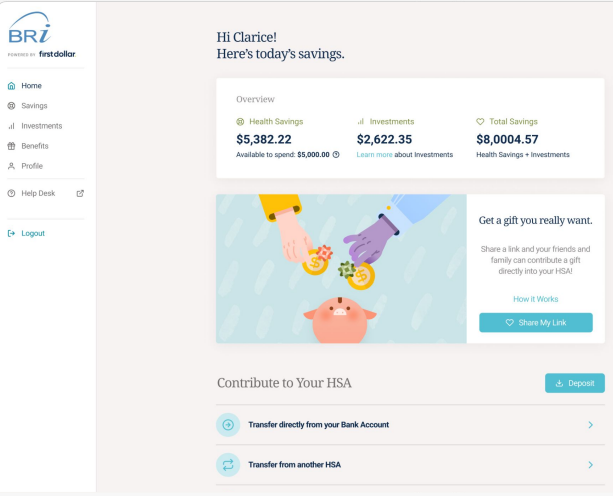 BRi
POWERED BY firstdollar
Home
Savings
Investments
Benefits
Profile
Help Desk
Logout
Hi Clarice!
Here's today's savings.
Overview
Health Savings
$5,382.22
Available to spend: $5,000.00
Investments
$2,622.35
Learn more about Investments
Total Savings
$8,0004.57
Health Savings + Investments
Get a gift you really want.
Share a link and your friends and
family can contribute a gift
directly into your HSA!
How it Works
Share My Link
Contribute to Your HSA
Deposit
Transfer directly from your Bank Account
Transfer from another HSA